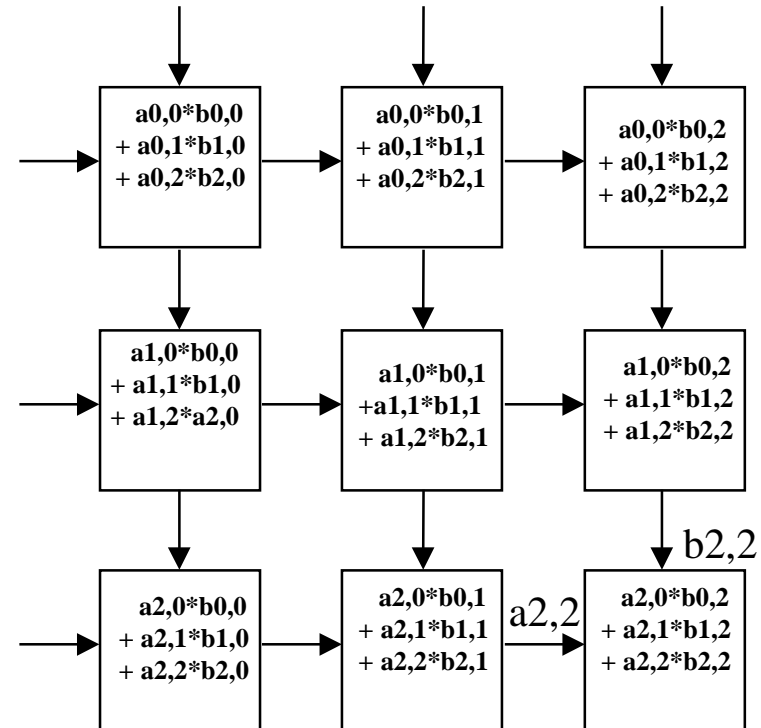 a0,0*b0,0
+ a0,1*b1,0
+ a0,2*b2,0
a0,0*b0,1
+ a0,1*b1,1
+ a0,2*b2,1
a0,0*b0,2
+ a0,1*b1,2
+ a0,2*b2,2
a1,0*b0,0
+ a1,1*b1,0
+ a1,2*a2,0
a1,0*b0,1
+a1,1*b1,1
+ a1,2*b2,1
a1,0*b0,2
+ a1,1*b1,2
+ a1,2*b2,2
b2,2
a2,0*b0,0
+ a2,1*b1,0
+ a2,2*b2,0
a2,0*b0,1
+ a2,1*b1,1
+ a2,2*b2,1
a2,2
a2,0*b0,2
+ a2,1*b1,2
+ a2,2*b2,2